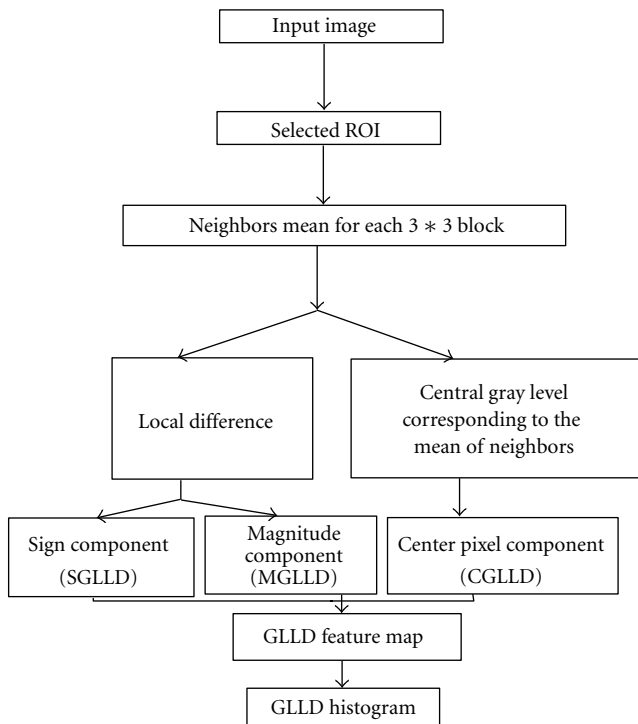 Input image
Selected ROI
Neighbors mean for each 3 ∗ 3 block
Local difference
Central gray level
corresponding to the
mean of neighbors
Sign component
(SGLLD)
Magnitude
component
(MGLLD)
Center pixel component
(CGLLD)
GLLD feature map
GLLD histogram